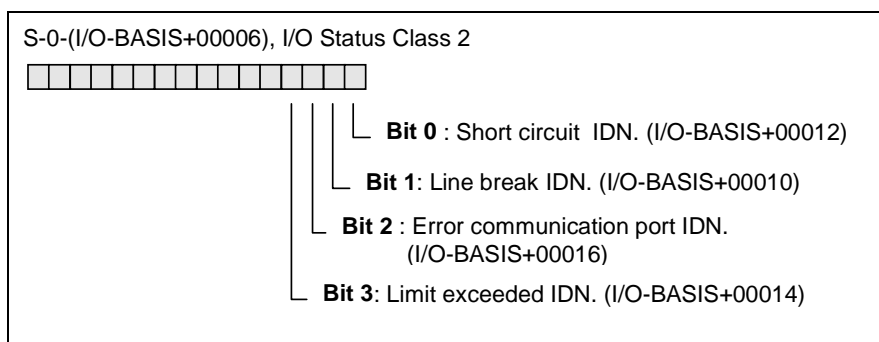 S-0-(I/O-BASIS+00006), I/O Status Class 2
Bit 0 : Short circuit IDN. (I/O-BASIS+00012)
Bit 1: Line break IDN. (I/O-BASIS+00010)
Bit 2 : Error communication port IDN.
(I/O-BASIS+00016)
Bit 3: Limit exceeded IDN. (I/O-BASIS+00014)